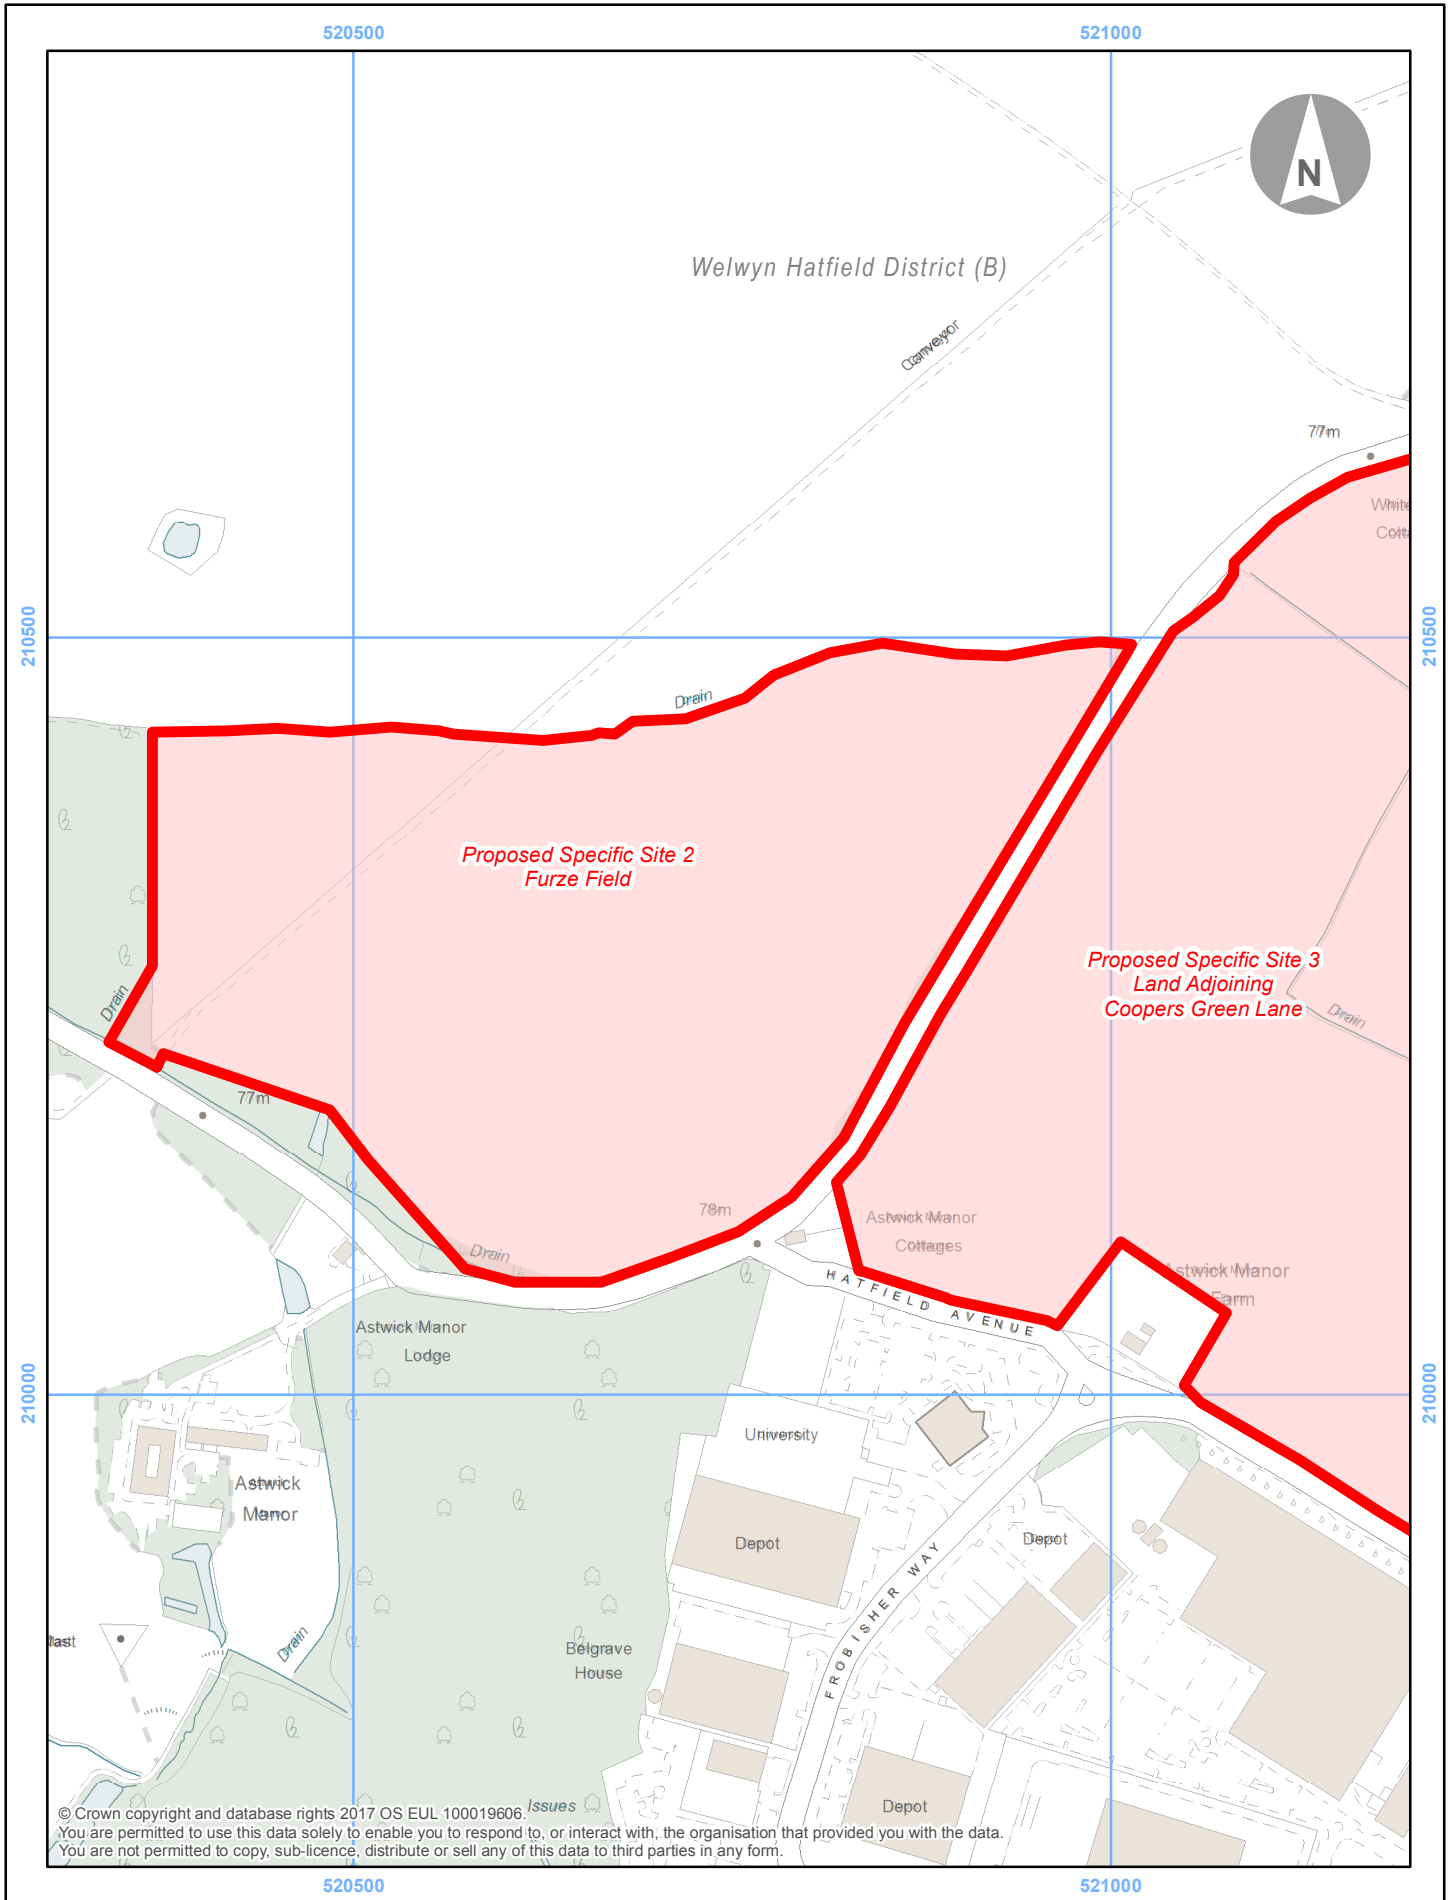 520500
521000
N
Welwyn Hatfield District (B)
Conveyor
77m
210500
210500
Drain
Proposed Specific Site 2
Furze Field
Proposed Specific Site 3
Land Adjoining
Coopers Green Lane
Drain
Drain
77m
78m
Astwick Manor
Cottages
Drain
HATFIELD AVENUE
Astwick Manor
Farm
Astwick Manor
Lodge
210000
210000
University
Astwick
Manor
Depot
Depot
FROBISHER WAY
Drain
Belgrave
House
Issues
Depot
© Crown copyright and database rights 2017 OS EUL 100019606.
You are permitted to use this data solely to enable you to respond to, or interact with, the organisation that provided you with the data.
You are not permitted to copy, sub-licence, distribute or sell any of this data to third parties in any form.
520500
521000